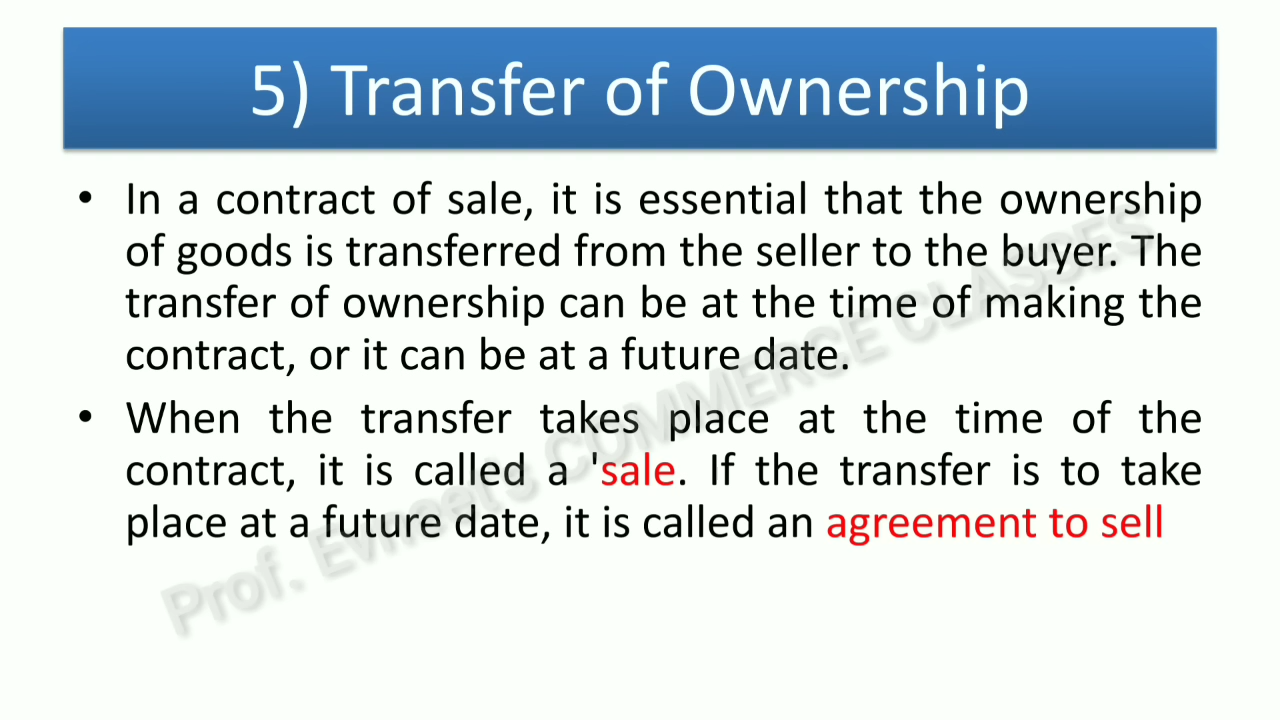 5) Transfer of Ownership
• In a contract of sale, it is essential that the ownership
of goods is transferred from the seller to the buyer. The
transfer of ownership can be at the time of making the
contract, or it can be at a future date.
• When the transfer takes place at the time of the
contract, it is called a 'sale. If the transfer is to take
place at a future date, it is called an agreement to sell
Prof. Evneet's COMMERCE CLASSES